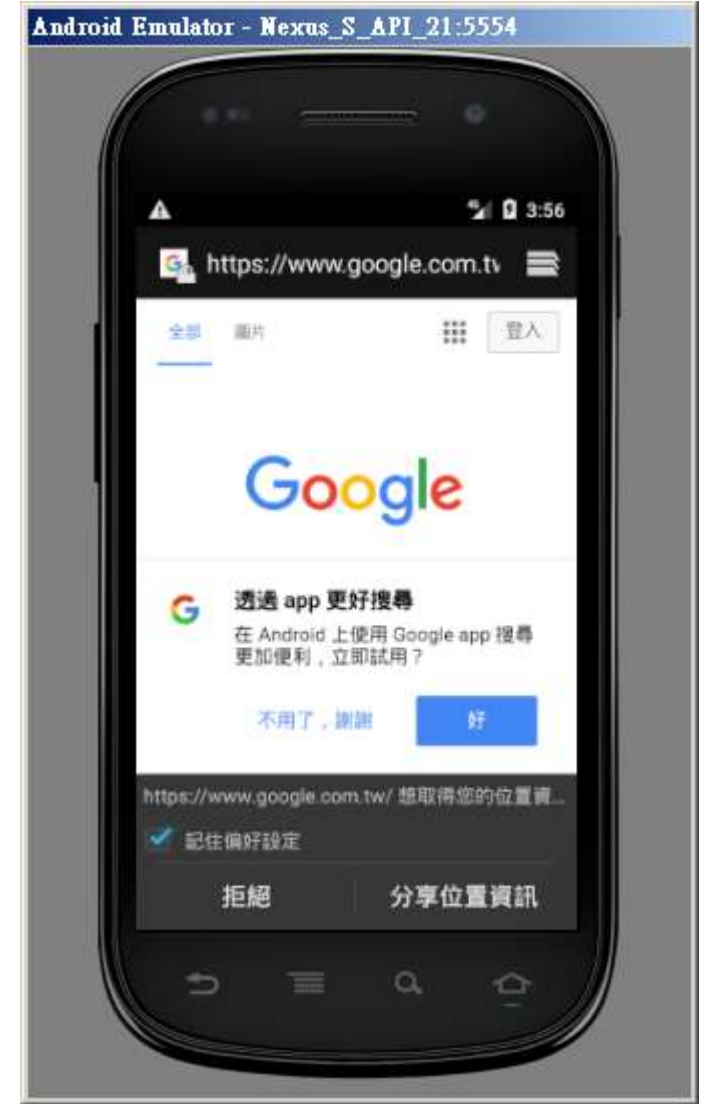 Android Emulator - Nexus_S_API_21:5554
3:56
https://www.google.com.tv
全部 圖片 登入
Google
透過 app 更好搜尋
在 Android 上使用 Google app 搜尋
更加便利，立即試用？
不用了，謝謝 好
https://www.google.com.tw/ 想取得您的位置資...
記住偏好設定
拒絕 分享位置資訊